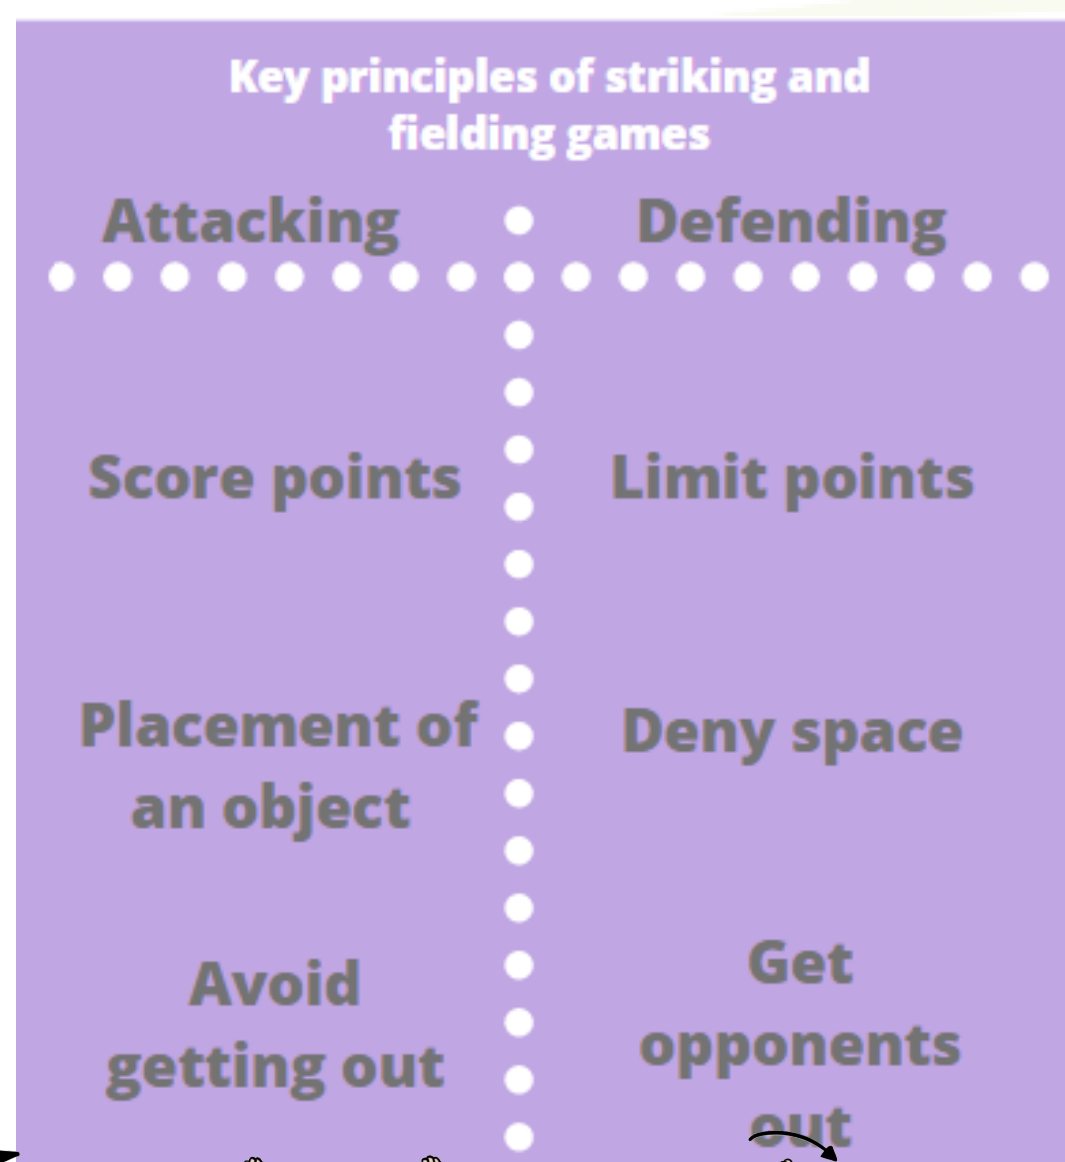 Key principles of striking and
fielding games
Attacking
Defending
Score points
Limit points
Placement of
an object
Deny space
Avoid
getting out
Get
opponents
out